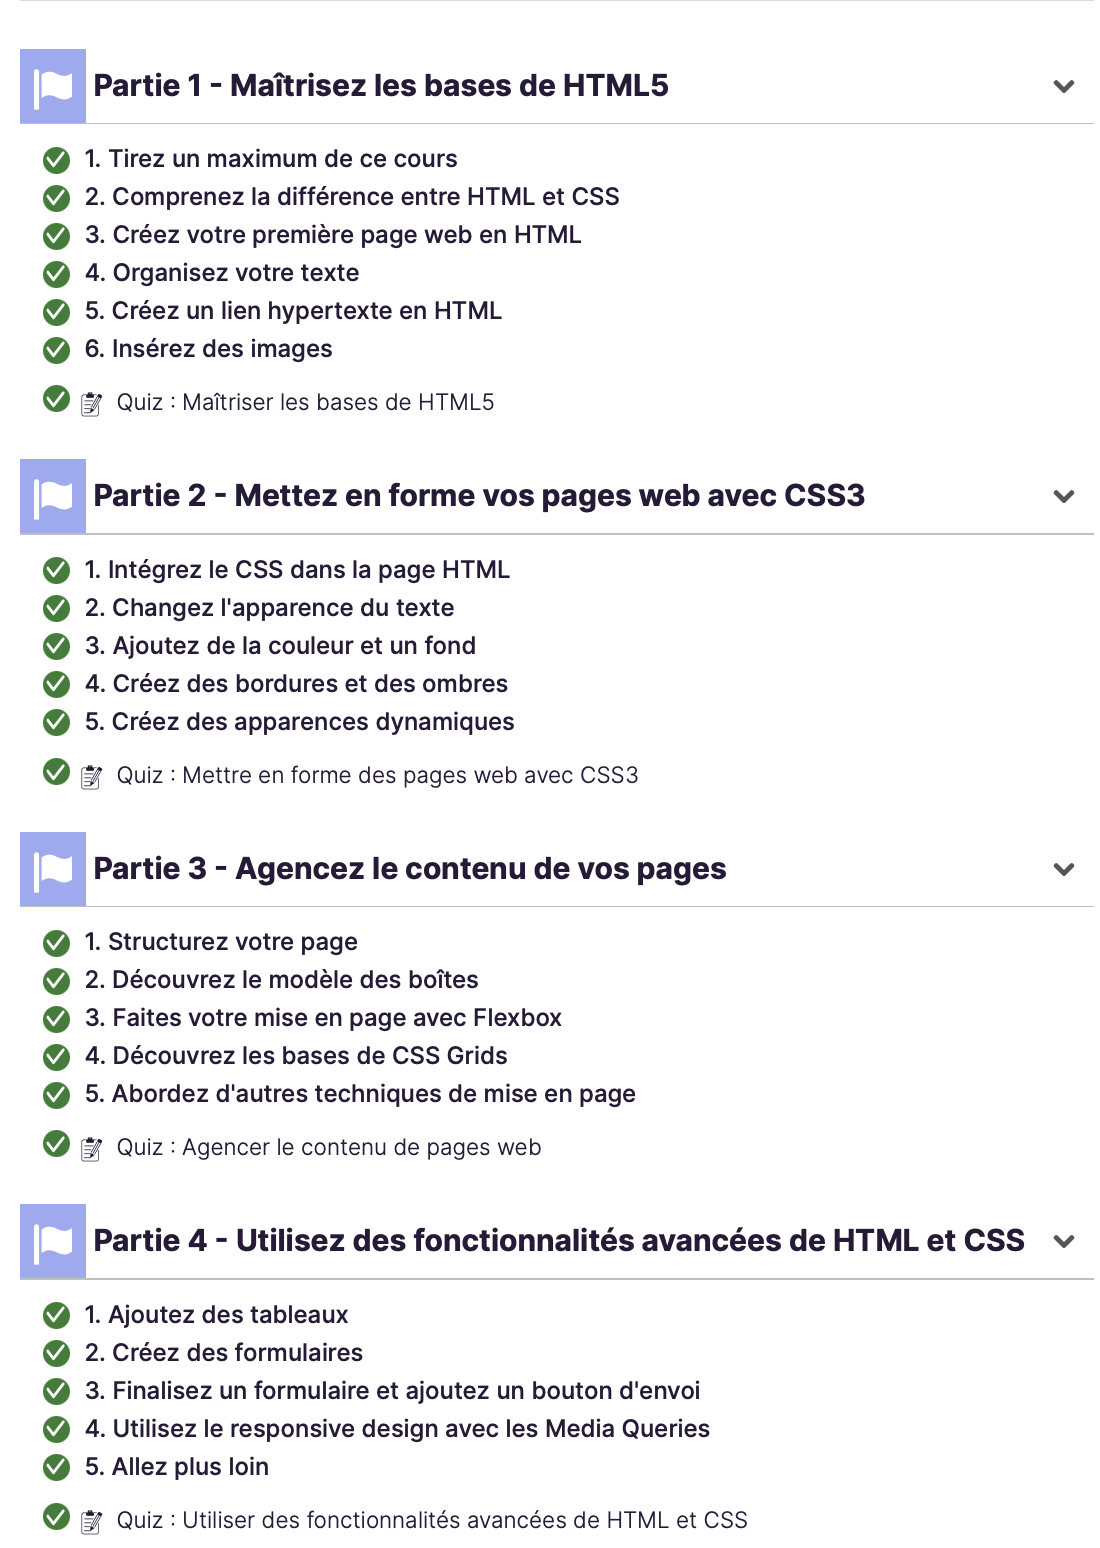 Partie 1 - Maîtrisez les bases de HTML5
1. Tirez un maximum de ce cours
2. Comprenez la différence entre HTML et CSS
3. Créez votre première page web en HTML
4. Organisez votre texte
5. Créez un lien hypertexte en HTML
6. Insérez des images
Quiz : Maîtriser les bases de HTML5
Partie 2 - Mettez en forme vos pages web avec CSS3
1. Intégrez le CSS dans la page HTML
2. Changez l'apparence du texte
3. Ajoutez de la couleur et un fond
4. Créez des bordures et des ombres
5. Créez des apparences dynamiques
Quiz : Mettre en forme des pages web avec CSS3
Partie 3 - Agencez le contenu de vos pages
1. Structurez votre page
2. Découvrez le modèle des boîtes
3. Faites votre mise en page avec Flexbox
4. Découvrez les bases de CSS Grids
5. Abordez d'autres techniques de mise en page
Quiz : Agencer le contenu de pages web
Partie 4 - Utilisez des fonctionnalités avancées de HTML et CSS
1. Ajoutez des tableaux
2. Créez des formulaires
3. Finalisez un formulaire et ajoutez un bouton d'envoi
4. Utilisez le responsive design avec les Media Queries
5. Allez plus loin
Quiz : Utiliser des fonctionnalités avancées de HTML et CSS